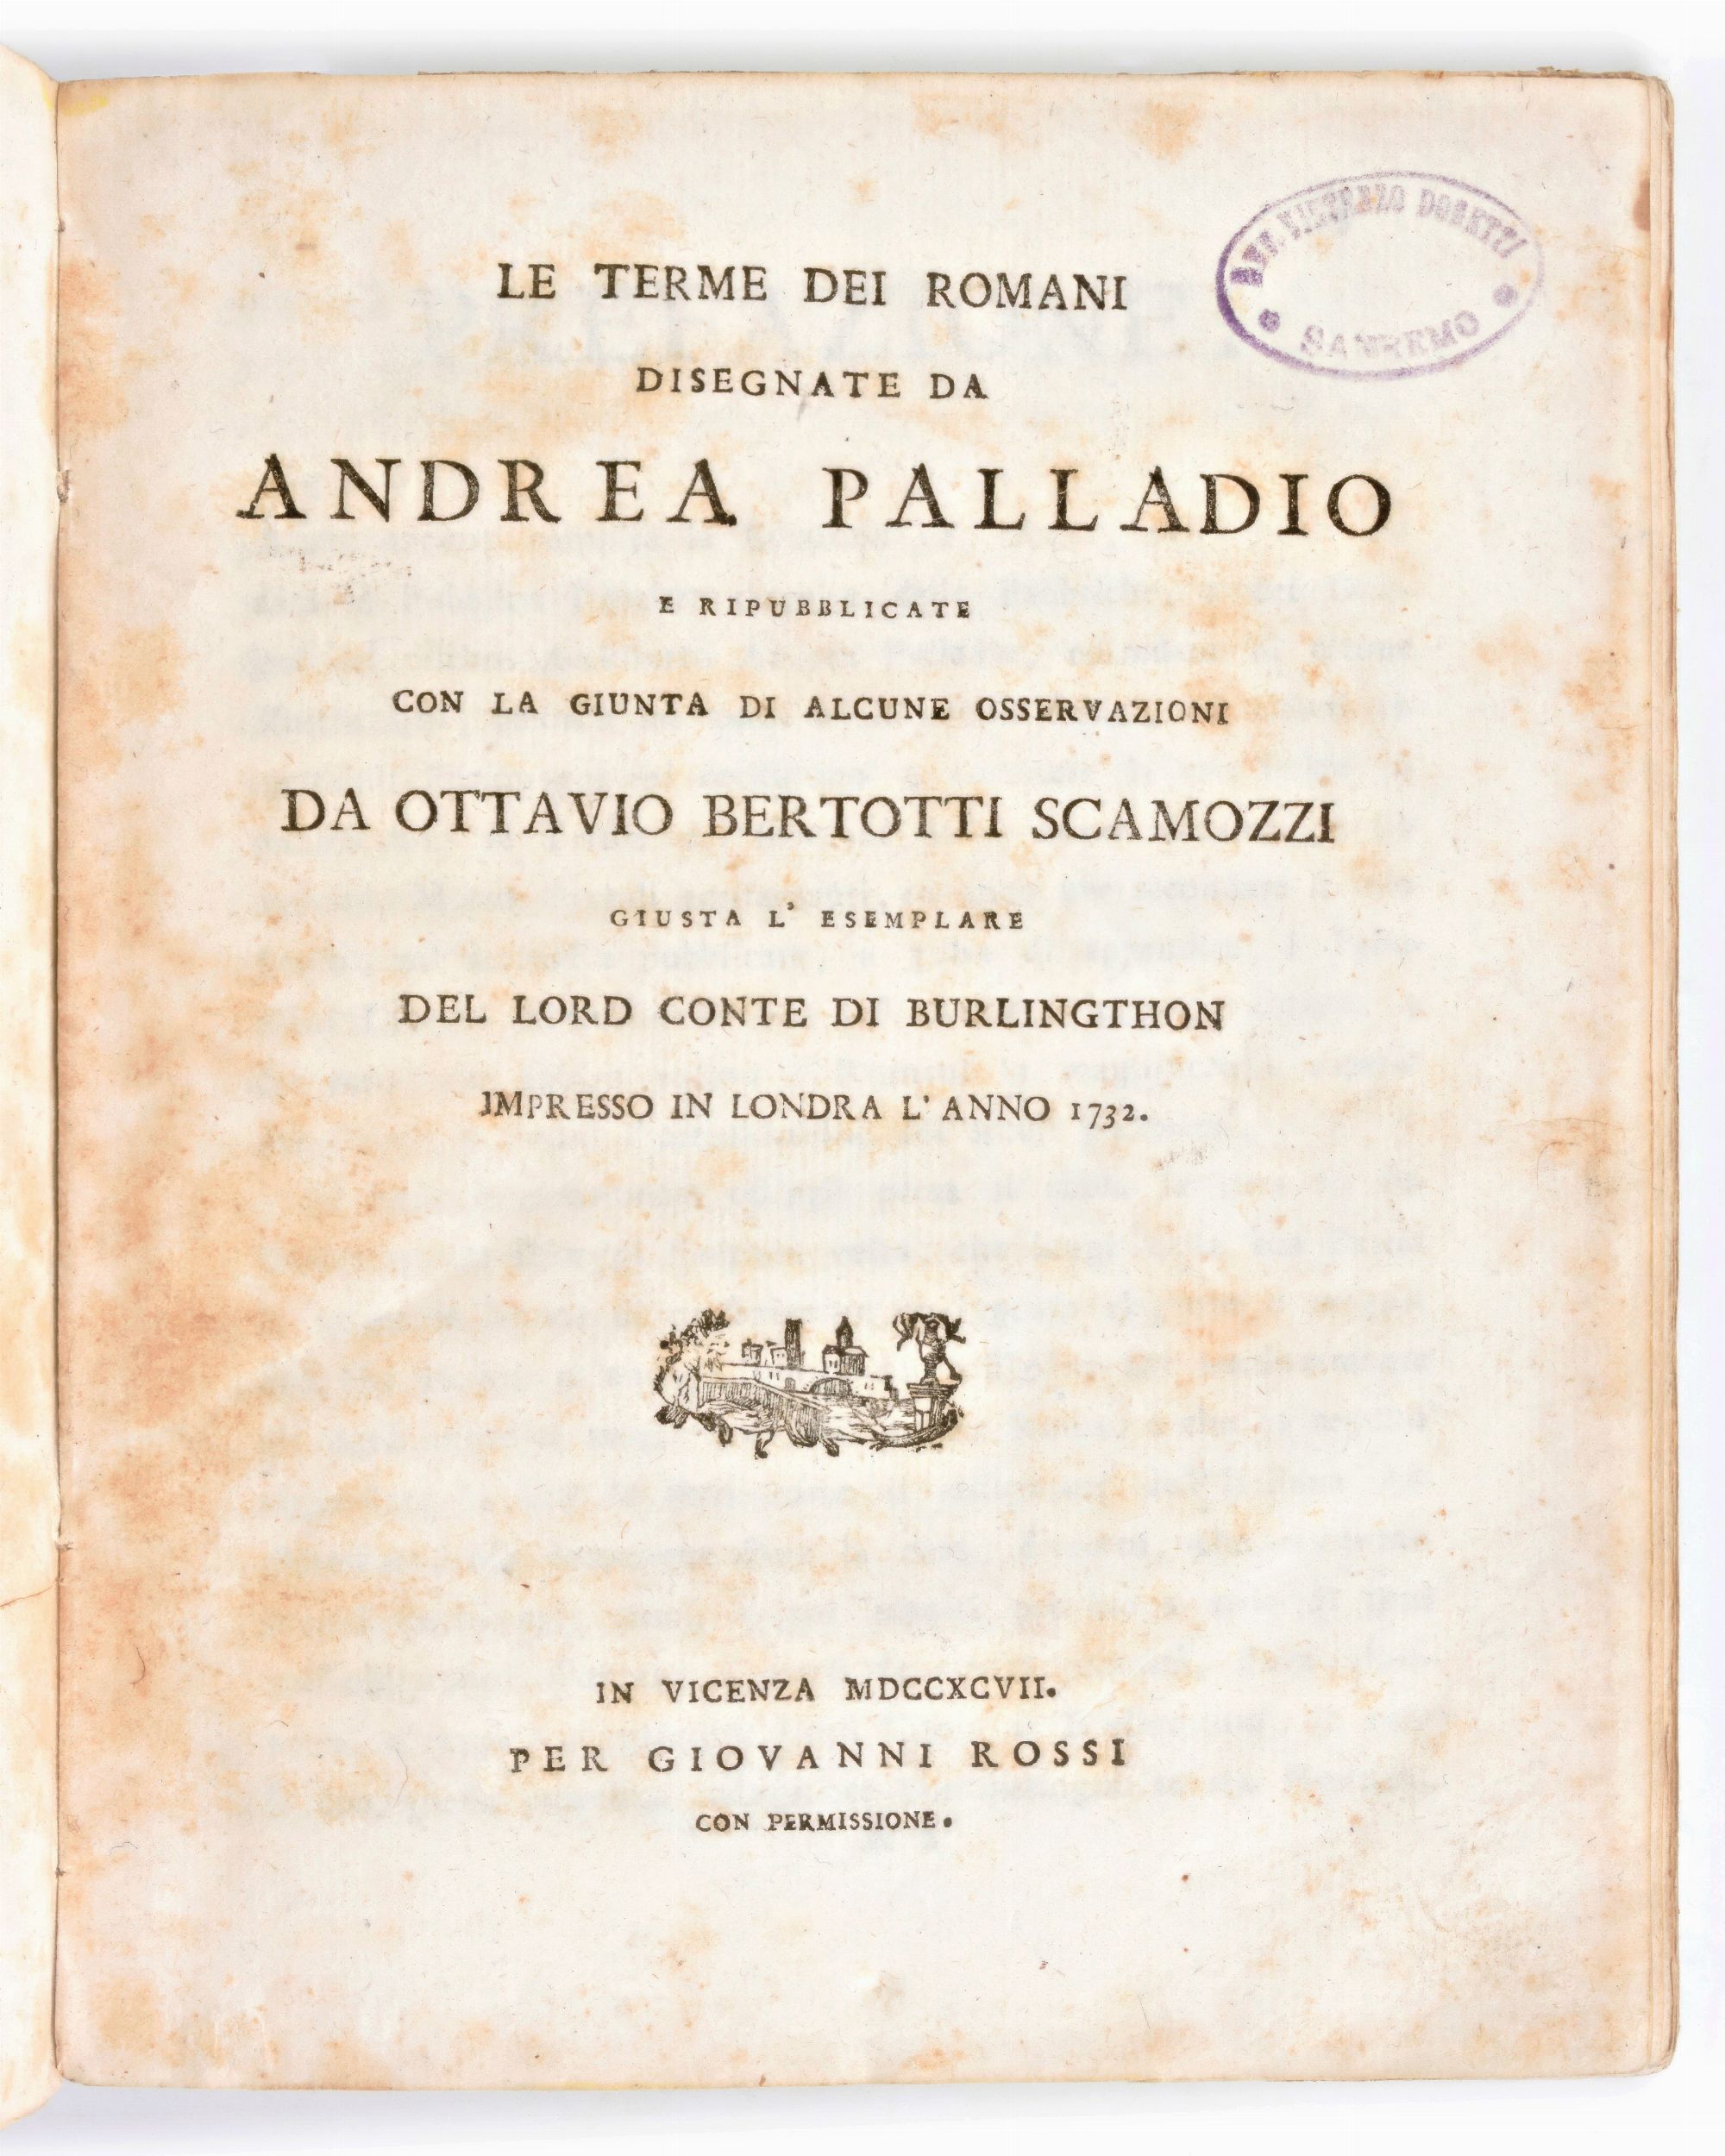 LE TERME DEI ROMANI
DISEGNATE DA
ANDREA PALLADIO
E RIPUBBLICATE
CON LA GIUNTA DI ALCUNE OSSERVAZIONI
DA OTTAVIO BERTOTTI SCAMOZZI
GIUSTA L' ESEMPLARE
DEL LORD CONTE DI BURLINGTHON
IMPRESSO IN LONDRA L' ANNO 1732.
IN VICENZA MDCCXCVII.
PER GIOVANNI ROSSI
CON PERMISSIONE.
VINCENZO
SANREMO